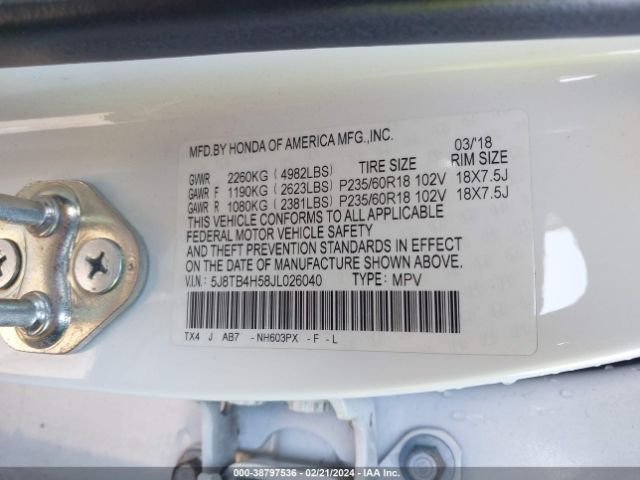 MFD.BY HONDA OF AMERICA MFG.,INC. 03/'18
GVWR 2260KG (4982LBS) TIRE SIZE RIM SIZE
GAWR F 1190KG (2623LBS) P235/60R18 102V 18X7.5J
GAWR R 1080KG (2381LBS) P235/60R18 102V 18X7.5J
THIS VEHICLE CONFORMS TO ALL APPLICABLE
FEDERAL MOTOR VEHICLE SAFETY
AND THEFT PREVENTION STANDARDS IN EFFECT
ON THE DATE OF MANUFACTURE SHOWN ABOVE.
V.I.N.: 5J8TB4H58JL026040 TYPE: MPV
TX4 J AB7 - NH603PX - F - L
000-38797536 - 02/21/2024 - IAA Inc.